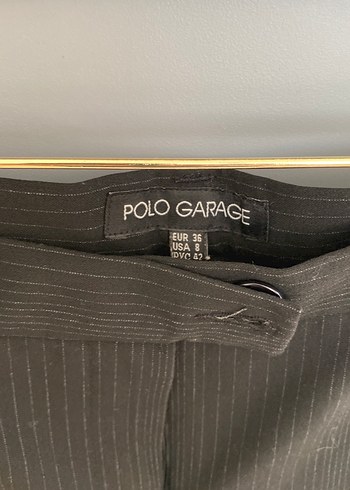 POLO GARAGE
EUR 36
USA 8
РУС 42